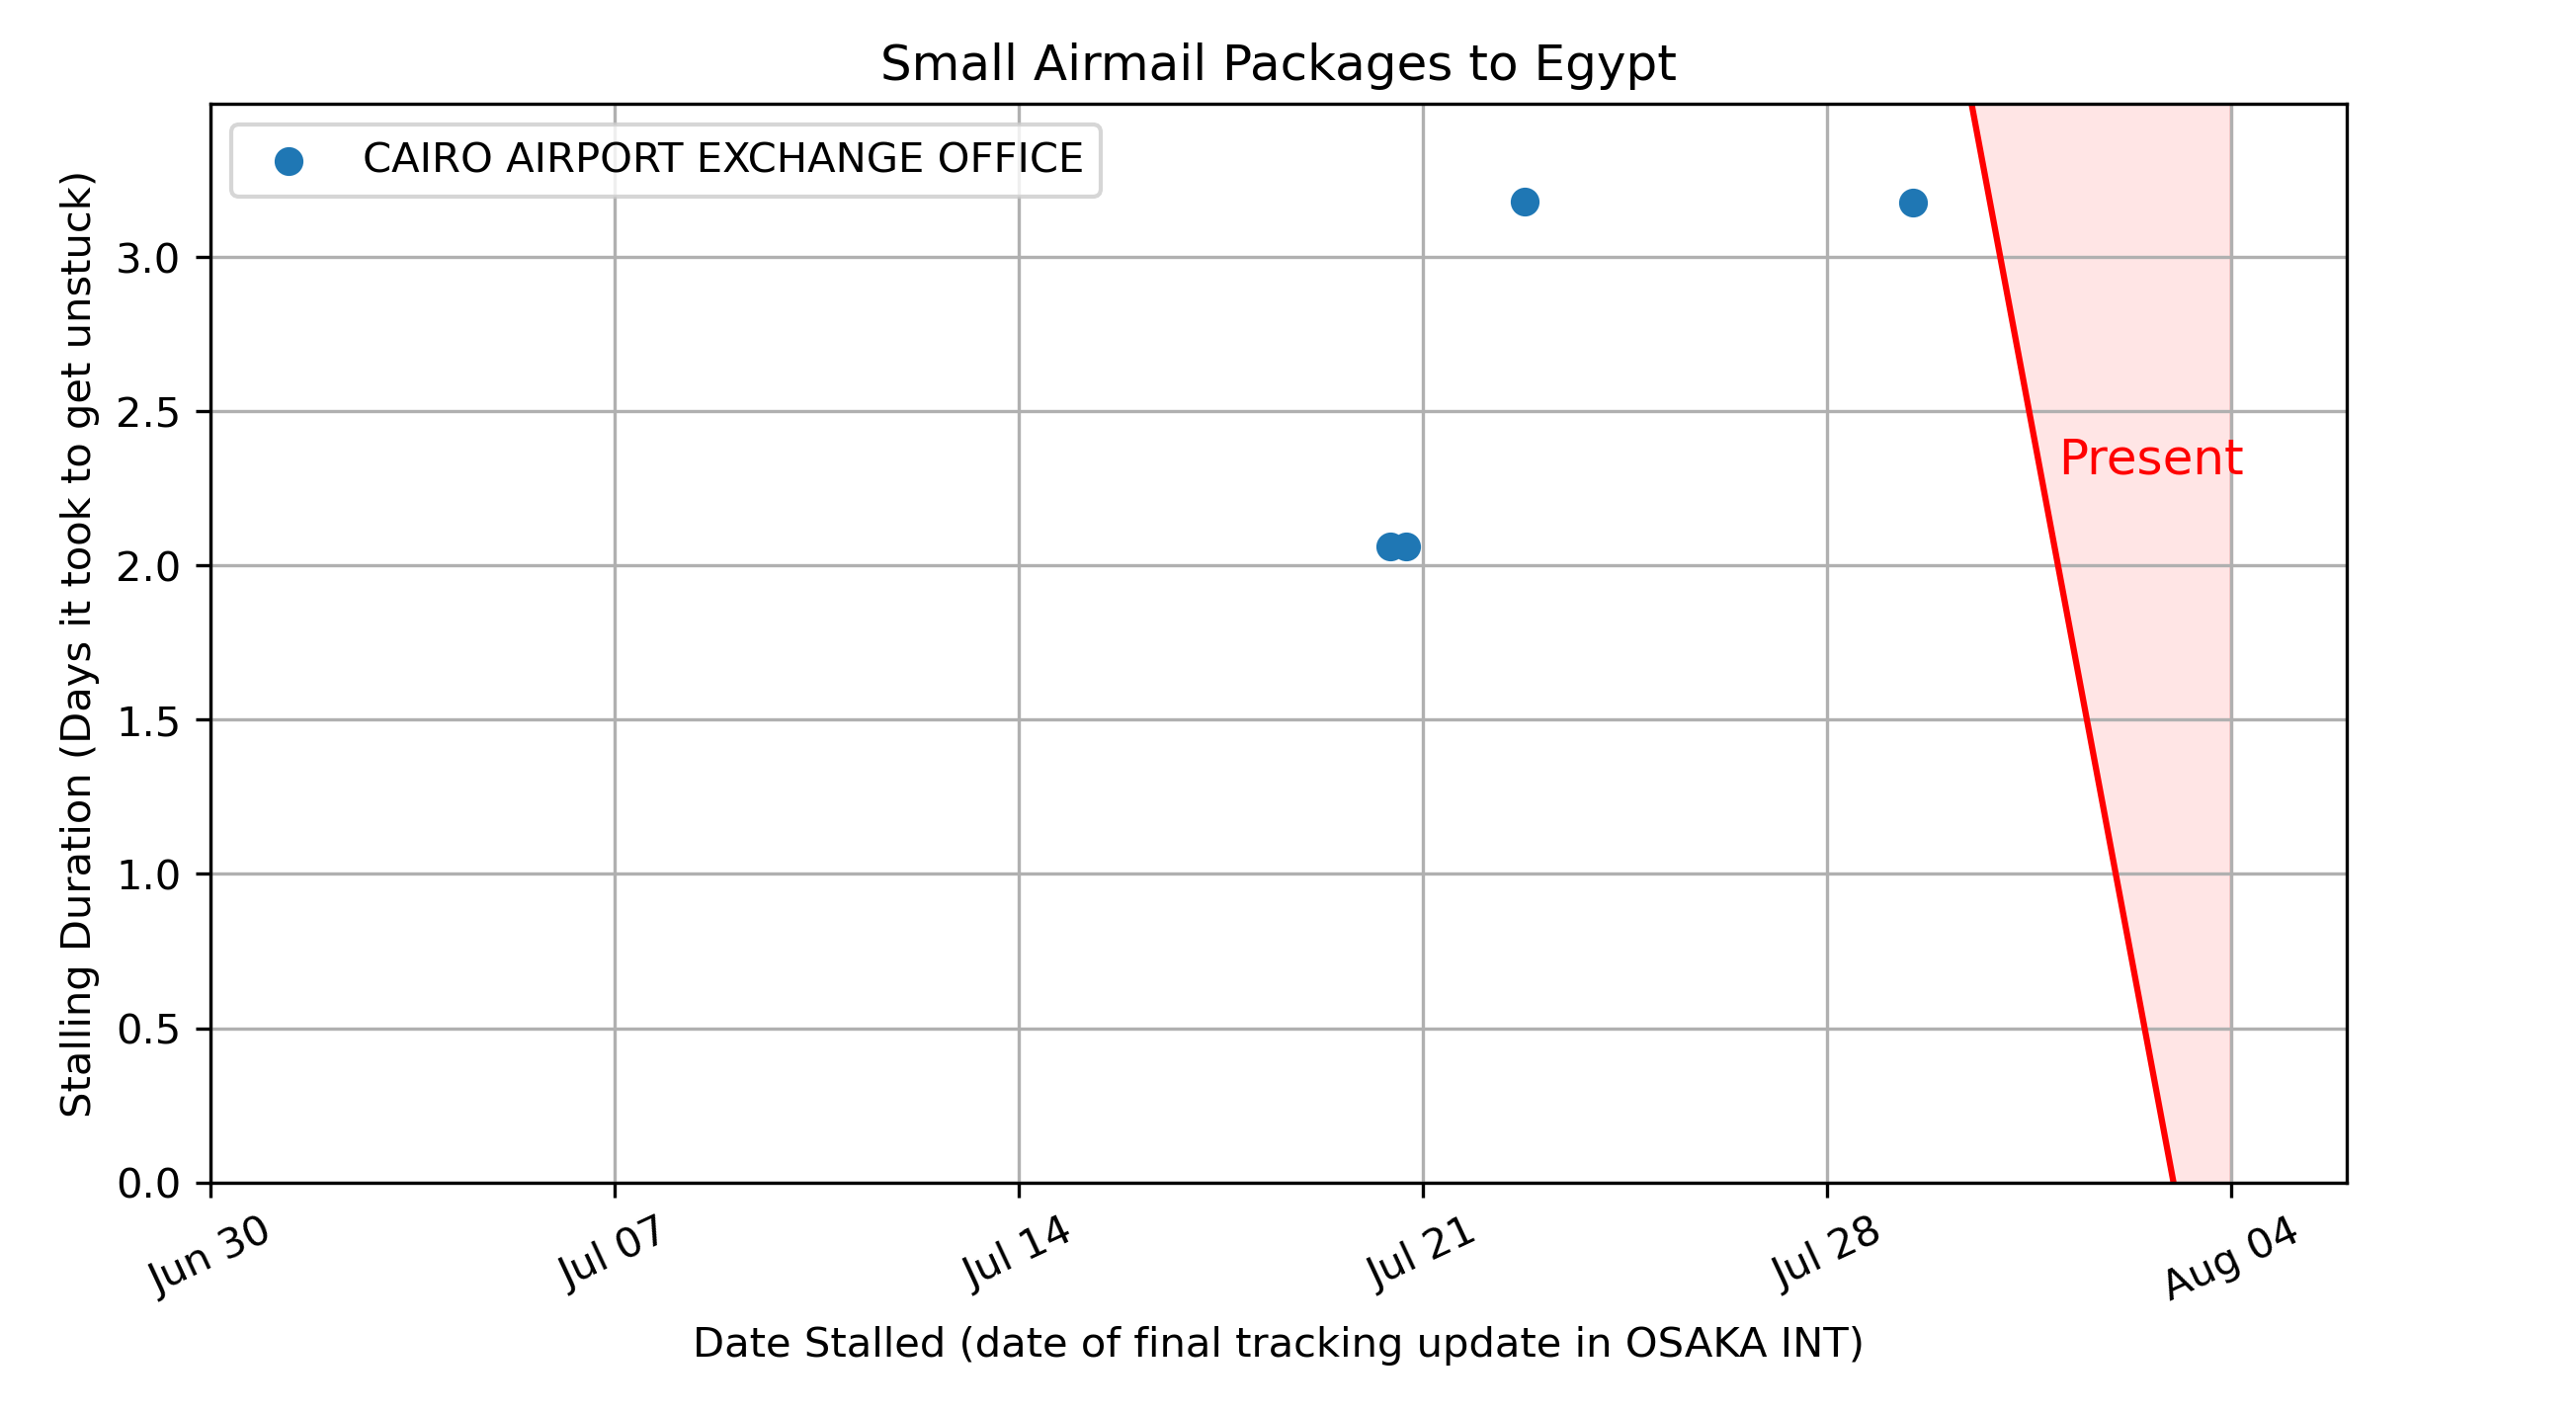 Small Airmail Packages to Egypt
CAIRO AIRPORT EXCHANGE OFFICE
Stalling Duration (Days it took to get unstuck)
3.0
2.5
2.0
1.5
1.0
0.5
0.0
Present
Jun 30
Jul 07
Jul 14
Jul 21
Jul 28
Aug 04
Date Stalled (date of final tracking update in OSAKA INT)